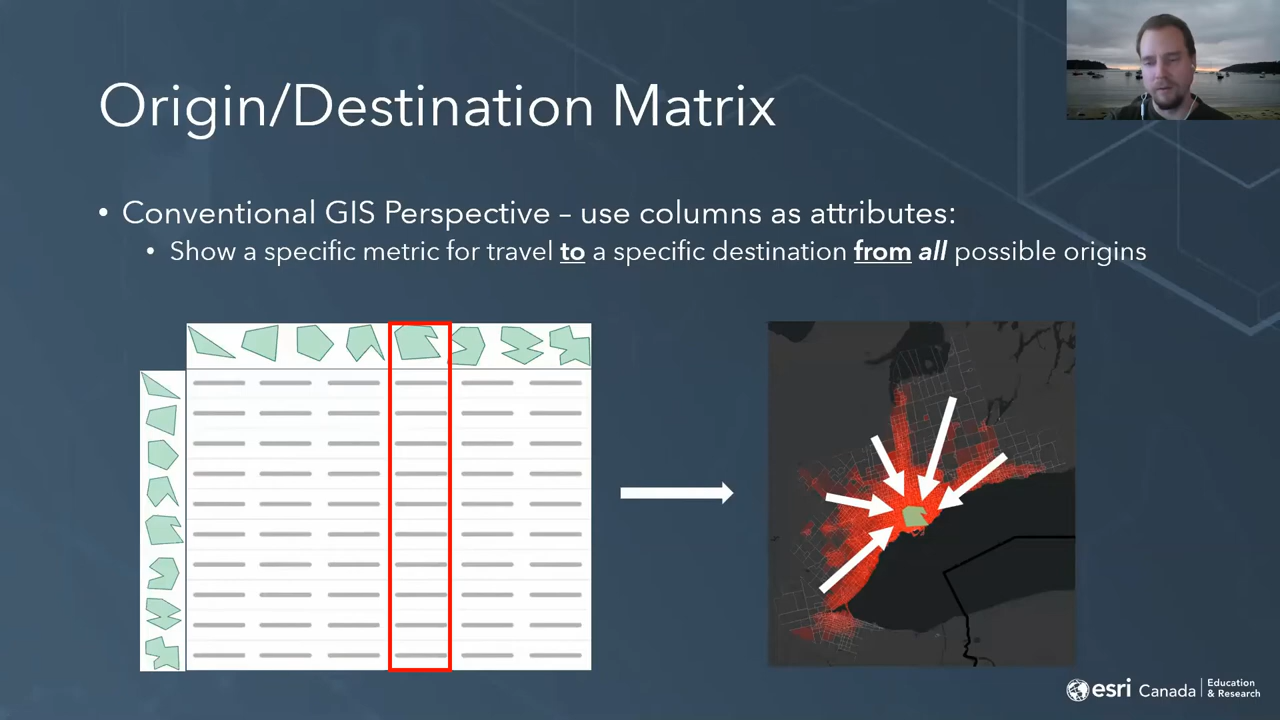 Origin/Destination Matrix
• Conventional GIS Perspective – use columns as attributes:
• Show a specific metric for travel to a specific destination from all possible origins
esri Canada
Education
& Research